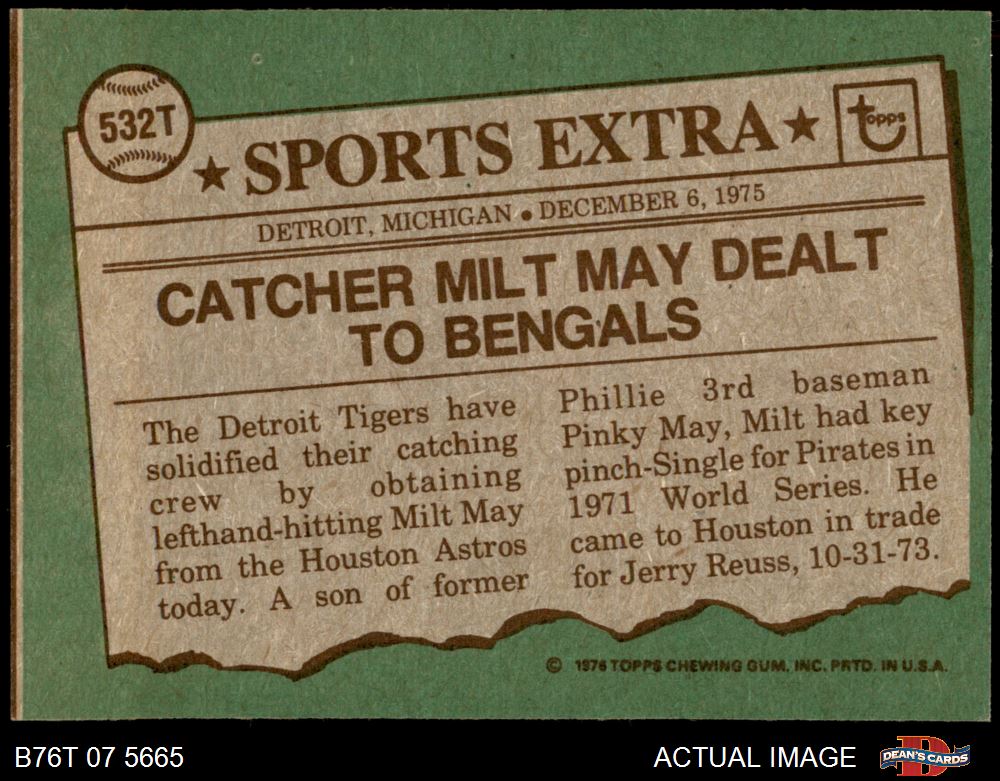 532T
SPORTS EXTRA
topps
DETROIT, MICHIGAN • DECEMBER 6, 1975
CATCHER MILT MAY DEALT
TO BENGALS
The Detroit Tigers have
solidified their catching
crew by obtaining
lefthand-hitting Milt May
from the Houston Astros
today. A son of former
Phillie 3rd baseman
Pinky May, Milt had key
pinch-Single for Pirates in
1971 World Series. He
came to Houston in trade
for Jerry Reuss, 10-31-73.
© 1976 TOPPS CHEWING GUM, INC. PRTD. IN U.S.A.
B76T 07 5665
ACTUAL IMAGE
DEAN'S CARDS